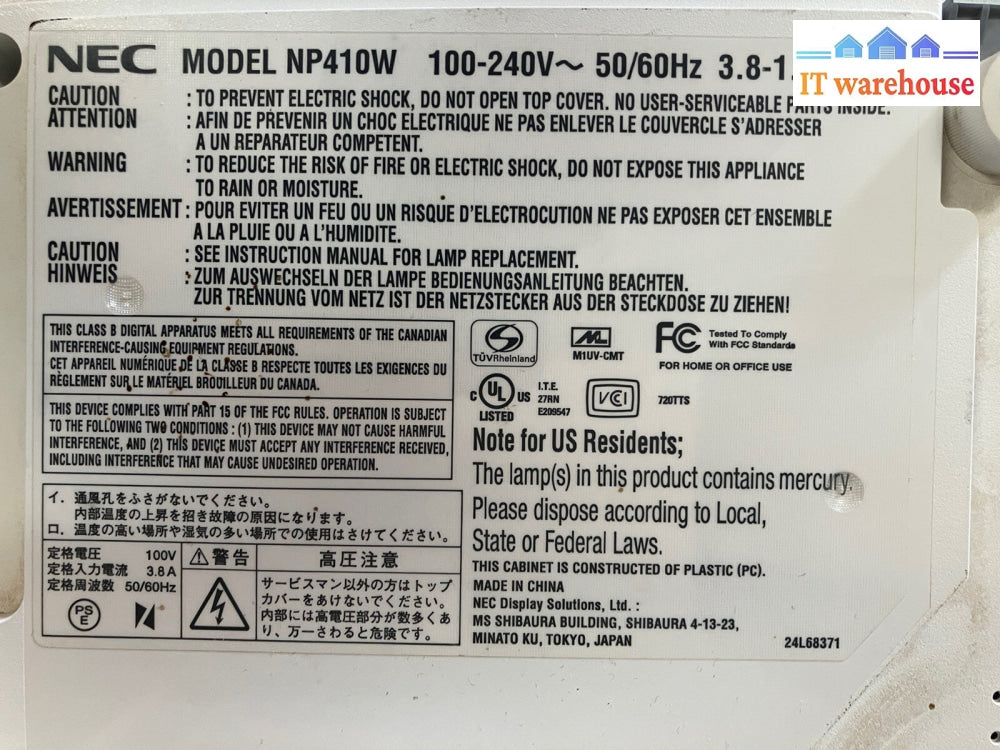 NEC MODEL NP410W 100-240V～ 50/60Hz 3.8-1.
IT warehouse
CAUTION : TO PREVENT ELECTRIC SHOCK, DO NOT OPEN TOP COVER. NO USER-SERVICEABLE PARTS INSIDE.
ATTENTION : AFIN DE PRÉVENIR UN CHOC ELECTRIQUE NE PAS ENLEVER LE COUVERCLE S'ADRESSER
A UN REPARATEUR COMPETENT.
WARNING : TO REDUCE THE RISK OF FIRE OR ELECTRIC SHOCK, DO NOT EXPOSE THIS APPLIANCE
TO RAIN OR MOISTURE.
AVERTISSEMENT : POUR EVITER UN FEU OU UN RISQUE D'ELECTROCUTION NE PAS EXPOSER CET ENSEMBLE
A LA PLUIE OU A L'HUMIDITE.
CAUTION : SEE INSTRUCTION MANUAL FOR LAMP REPLACEMENT.
HINWEIS : ZUM AUSWECHSELN DER LAMPE BEDIENUNGSANLEITUNG BEACHTEN.
ZUR TRENNUNG VOM NETZ IST DER NETZSTECKER AUS DER STECKDOSE ZU ZIEHEN!
THIS CLASS B DIGITAL APPARATUS MEETS ALL REQUIREMENTS OF THE CANADIAN
INTERFERENCE-CAUSING EQUIPMENT REGULATIONS.
CET APPAREIL NUMÉRIQUE DE LA CLASSE B RESPECTE TOUTES LES EXIGENCES DU
RÈGLEMENT SUR LE MATÉRIEL BROUILLEUR DU CANADA.
THIS DEVICE COMPLIES WITH PART 15 OF THE FCC RULES. OPERATION IS SUBJECT
TO THE FOLLOWING TWO CONDITIONS : (1) THIS DEVICE MAY NOT CAUSE HARMFUL
INTERFERENCE, AND (2) THIS DEVICE MUST ACCEPT ANY INTERFERENCE RECEIVED,
INCLUDING INTERFERENCE THAT MAY CAUSE UNDESIRED OPERATION.
イ. 通風孔をふさがないでください。
内部温度の上昇を招き故障の原因になります。
ロ. 温度の高い場所や湿気の多い場所での使用はさけてください。
定格電圧 100V
定格入力電流 3.8A
定格周波数 50/60Hz
PS
E
警告 高圧注意
サービスマン以外の方はトップ
カバーをあけないでください。
内部には高電圧部分が数多くあ
り、万一さわると危険です。
TÜVRheinland
M1UV-CMT
FC Tested To Comply
With FCC Standards
FOR HOME OR OFFICE USE
C UL US
LISTED
I.T.E.
27RN
E209547
VCI
720TTS
Note for US Residents;
The lamp(s) in this product contains mercury.
Please dispose according to Local,
State or Federal Laws.
THIS CABINET IS CONSTRUCTED OF PLASTIC (PC).
MADE IN CHINA
NEC Display Solutions, Ltd. :
MS SHIBAURA BUILDING, SHIBAURA 4-13-23,
MINATO KU, TOKYO, JAPAN
24L68371